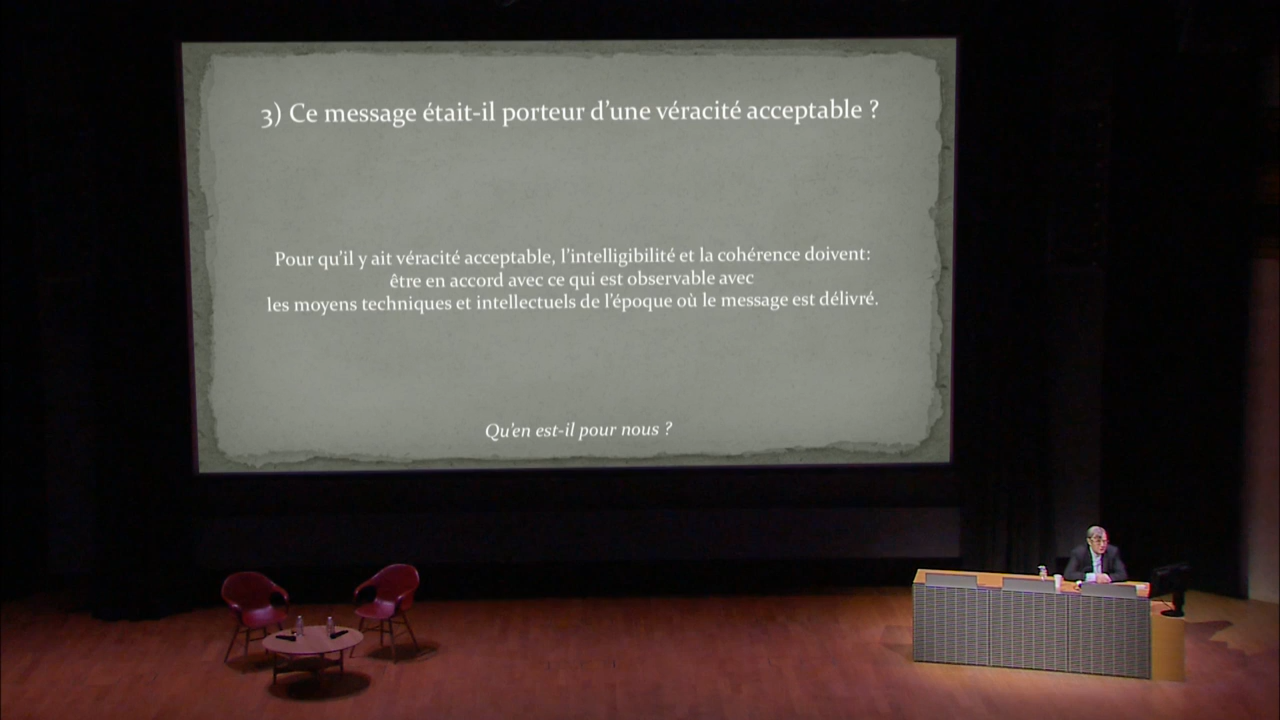 3) Ce message était-il porteur d’une véracité acceptable ?
Pour qu’il y ait véracité acceptable, l’intelligibilité et la cohérence doivent:
être en accord avec ce qui est observable avec
les moyens techniques et intellectuels de l’époque où le message est délivré.
Qu’en est-il pour nous ?